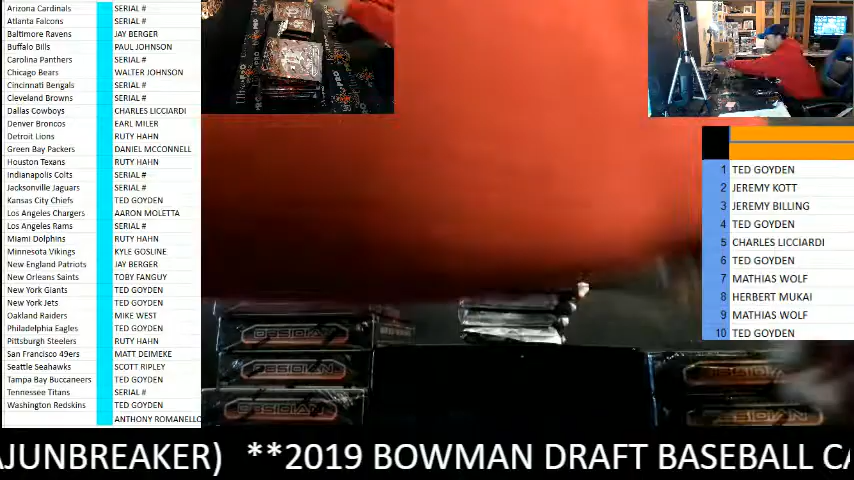 Arizona Cardinals SERIAL #
Atlanta Falcons SERIAL #
Baltimore Ravens JAY BERGER
Buffalo Bills PAUL JOHNSON
Carolina Panthers SERIAL #
Chicago Bears WALTER JOHNSON
Cincinnati Bengals SERIAL #
Cleveland Browns SERIAL #
Dallas Cowboys CHARLES LICCIARDI
Denver Broncos EARL MILER
Detroit Lions RUTY HAHN
Green Bay Packers DANIEL MCCONNELL
Houston Texans RUTY HAHN
Indianapolis Colts SERIAL #
Jacksonville Jaguars SERIAL #
Kansas City Chiefs TED GOYDEN
Los Angeles Chargers AARON MOLETTA
Los Angeles Rams SERIAL #
Miami Dolphins RUTY HAHN
Minnesota Vikings KYLE GOSLINE
New England Patriots JAY BERGER
New Orleans Saints TOBY FANGUY
New York Giants TED GOYDEN
New York Jets TED GOYDEN
Oakland Raiders MIKE WEST
Philadelphia Eagles TED GOYDEN
Pittsburgh Steelers RUTY HAHN
San Francisco 49ers MATT DEIMEKE
Seattle Seahawks SCOTT RIPLEY
Tampa Bay Buccaneers TED GOYDEN
Tennessee Titans SERIAL #
Washington Redskins TED GOYDEN
ANTHONY ROMANELLO
1 TED GOYDEN
2 JEREMY KOTT
3 JEREMY BILLING
4 TED GOYDEN
5 CHARLES LICCIARDI
6 TED GOYDEN
7 MATHIAS WOLF
8 HERBERT MUKAI
9 MATHIAS WOLF
10 TED GOYDEN
OBSIDIAN
OBSIDIAN
OBSIDIAN
OBSIDIAN
OBSIDIAN
AJUNBREAKER) **2019 BOWMAN DRAFT BASEBALL CA